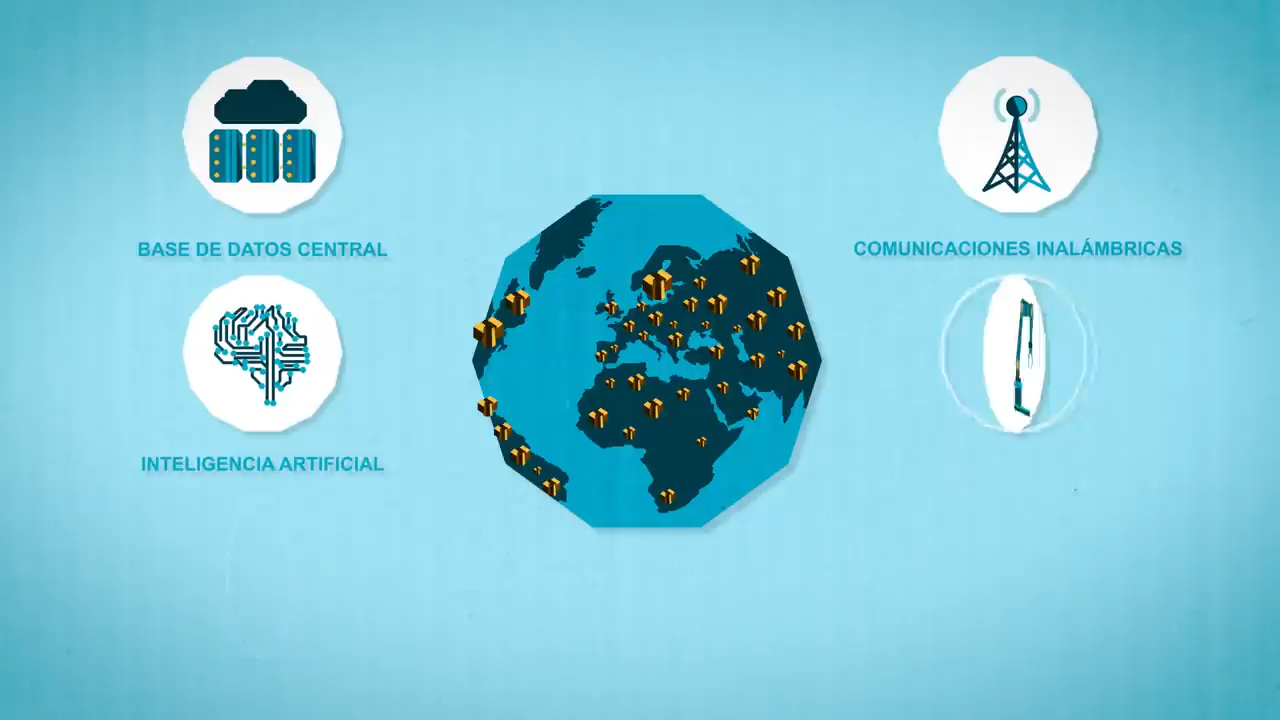 BASE DE DATOS CENTRAL
COMUNICACIONES INALÁMBRICAS
INTELIGENCIA ARTIFICIAL